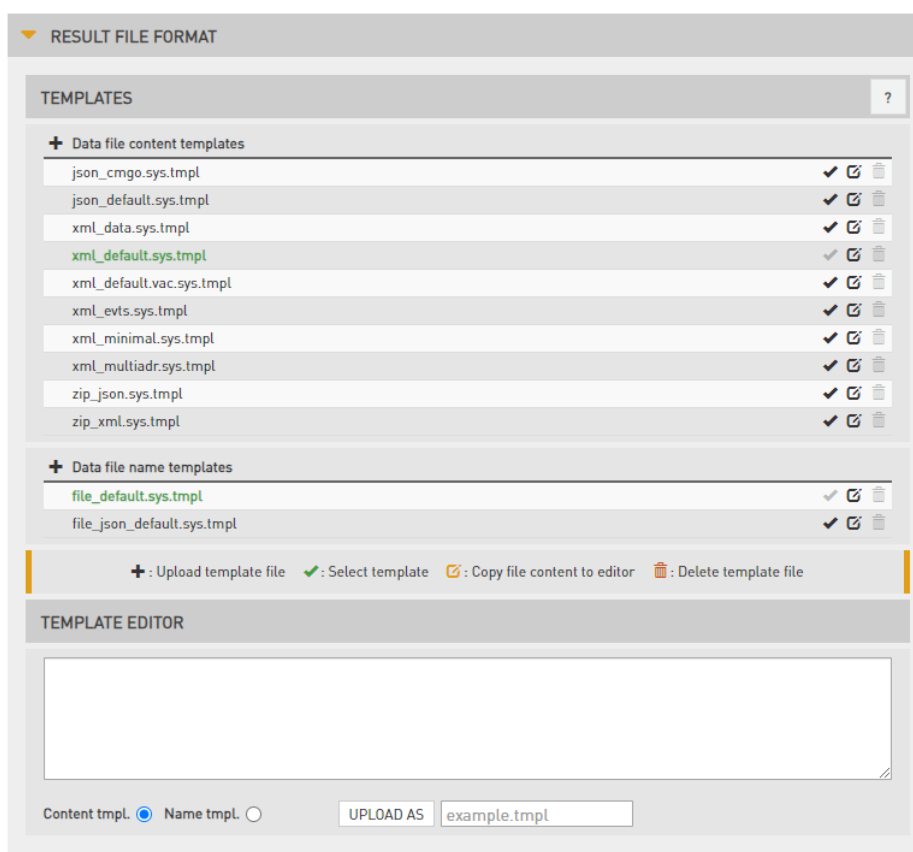 RESULT FILE FORMAT
TEMPLATES ?
Data file content templates
json_cmgo.sys.tmpl
json_default.sys.tmpl
xml_data.sys.tmpl
xml_default.sys.tmpl
xml_default.vac.sys.tmpl
xml_evts.sys.tmpl
xml_minimal.sys.tmpl
xml_multiadr.sys.tmpl
zip_json.sys.tmpl
zip_xml.sys.tmpl
Data file name templates
file_default.sys.tmpl
file_json_default.sys.tmpl
: Upload template file : Select template : Copy file content to editor : Delete template file
TEMPLATE EDITOR
Content tmpl. Name tmpl. UPLOAD AS example.tmpl